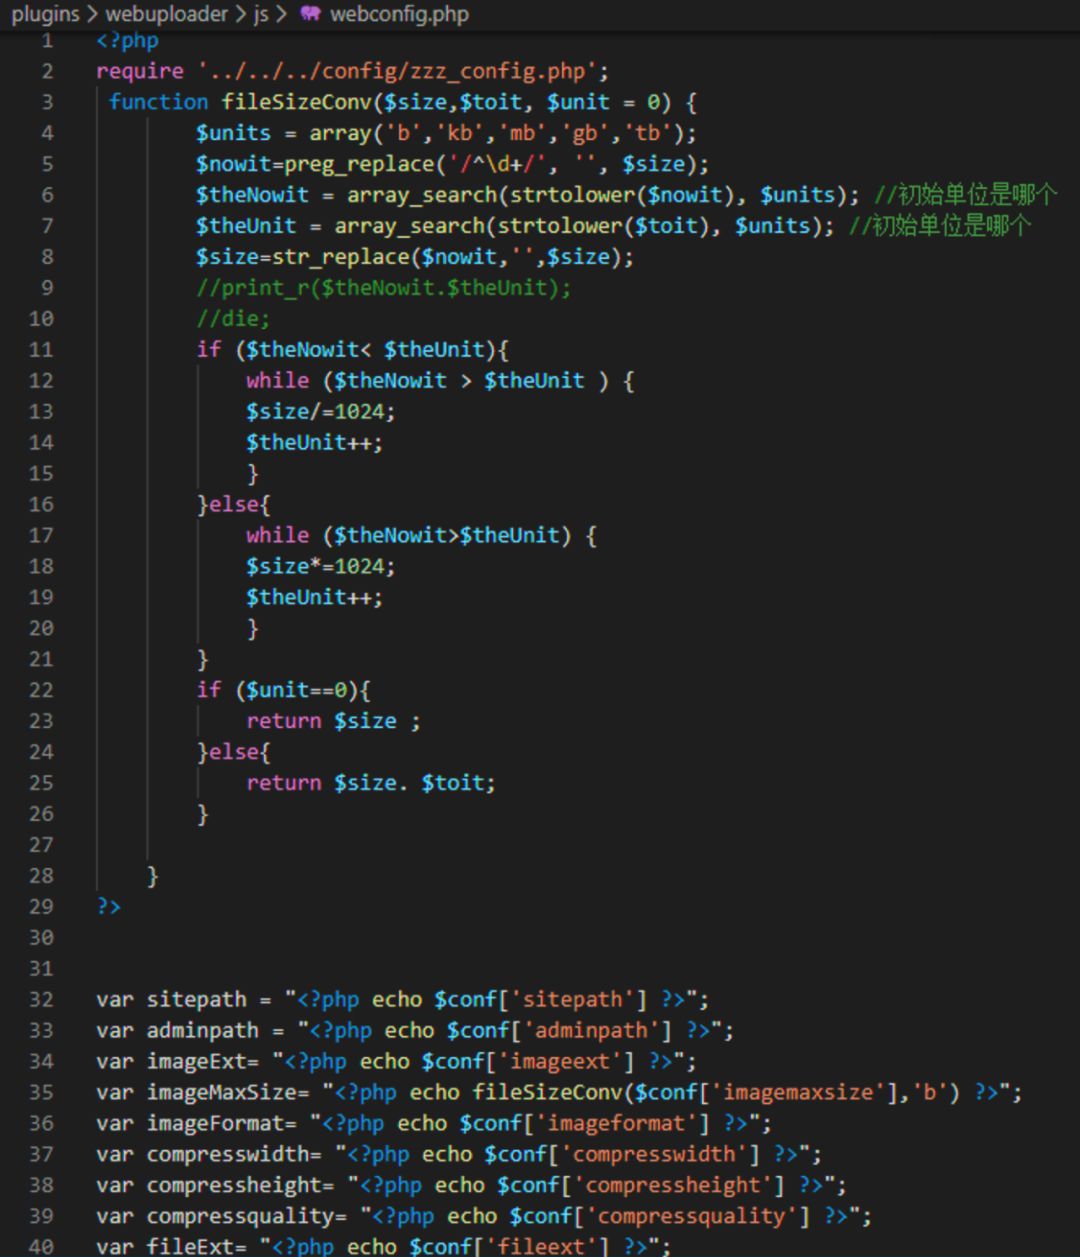 plugins > webuploader > js > webconfig.php
1 <?php
2 require '../../../config/zzz_config.php';
3 function fileSizeConv($size,$toit, $unit = 0) {
4 $units = array('b','kb','mb','gb','tb');
5 $nowit=preg_replace('/^\d+/', '', $size);
6 $theNowit = array_search(strtolower($nowit), $units); //初始单位是哪个
7 $theUnit = array_search(strtolower($toit), $units); //初始单位是哪个
8 $size=str_replace($nowit,'',$size);
9 //print_r($theNowit.$theUnit);
10 //die;
11 if ($theNowit< $theUnit){
12 while ($theNowit > $theUnit ) {
13 $size/=1024;
14 $theUnit++;
15 }
16 }else{
17 while ($theNowit>$theUnit) {
18 $size*=1024;
19 $theUnit++;
20 }
21 }
22 if ($unit==0){
23 return $size ;
24 }else{
25 return $size. $toit;
26 }
27
28 }
29 ?>
30
31
32 var sitepath = "<?php echo $conf['sitepath'] ?>";
33 var adminpath = "<?php echo $conf['adminpath'] ?>";
34 var imageExt= "<?php echo $conf['imageext'] ?>";
35 var imageMaxSize= "<?php echo fileSizeConv($conf['imagemaxsize'],'b') ?>";
36 var imageFormat= "<?php echo $conf['imageformat'] ?>";
37 var compresswidth= "<?php echo $conf['compresswidth'] ?>";
38 var compressheight= "<?php echo $conf['compressheight'] ?>";
39 var compressquality= "<?php echo $conf['compressquality'] ?>";
40 var fileExt= "<?php echo $conf['fileext'] ?>";